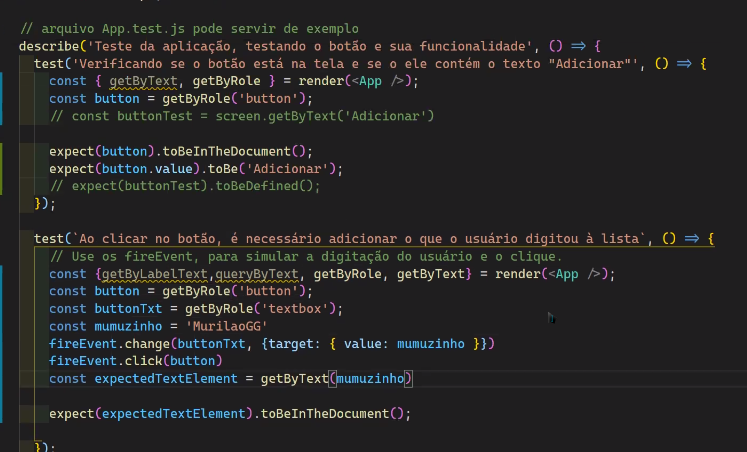 // arquivo App.test.js pode servir de exemplo
describe('Teste da aplicação, testando o botão e sua funcionalidade', () => {
test('Verificando se o botão está na tela e se o ele contém o texto "Adicionar"', () => {
const { getByText, getByRole } = render(<App />);
const button = getByRole('button');
// const buttonTest = screen.getByText('Adicionar')
expect(button).toBeInTheDocument();
expect(button.value).toBe('Adicionar');
// expect(buttonTest).toBeDefined();
});
test(`Ao clicar no botão, é necessário adicionar o que o usuário digitou à lista`, () => {
// Use os fireEvent, para simular a digitação do usuário e o clique.
const {getByLabelText,queryByText, getByRole, getByText} = render(<App />);
const button = getByRole('button');
const buttonTxt = getByRole('textbox');
const mumuzinho = 'MurilaoGG'
fireEvent.change(buttonTxt, {target: { value: mumuzinho }})
fireEvent.click(button)
const expectedTextElement = getByText(mumuzinho)
expect(expectedTextElement).toBeInTheDocument();
});